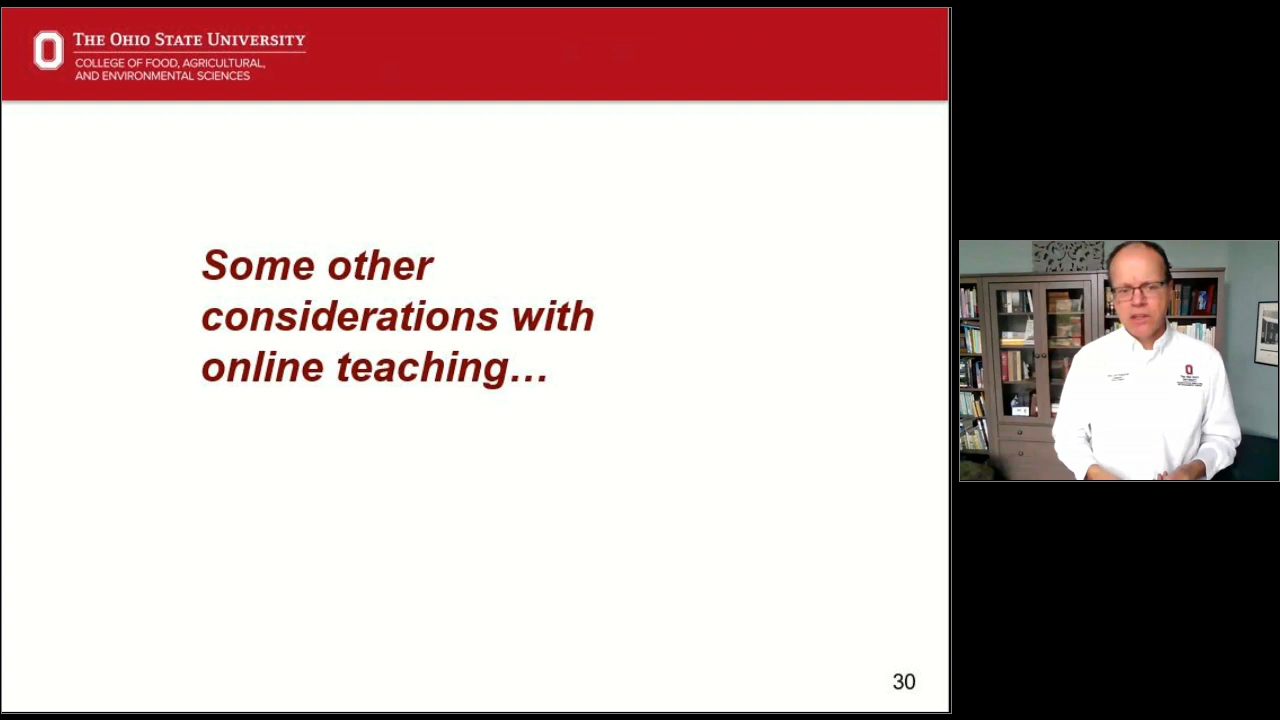 THE OHIO STATE UNIVERSITY
COLLEGE OF FOOD, AGRICULTURAL,
AND ENVIRONMENTAL SCIENCES
Some other
considerations with
online teaching…
30